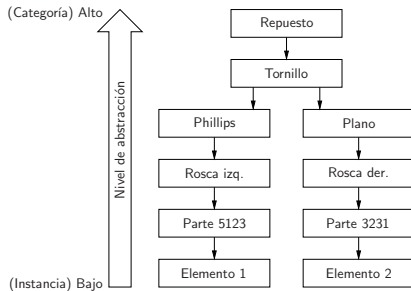 (Categoría) Alto
Repuesto
Tornillo
Nivel de abstracción
Phillips
Plano
Rosca izq.
Rosca der.
Parte 5123
Parte 3231
(Instancia) Bajo
Elemento 1
Elemento 2